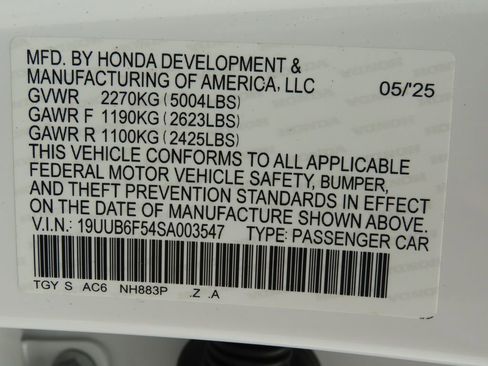 MFD. BY HONDA DEVELOPMENT &
MANUFACTURING OF AMERICA, LLC 05/'25
GVWR 2270KG (5004LBS)
GAWR F 1190KG (2623LBS)
GAWR R 1100KG (2425LBS)
THIS VEHICLE CONFORMS TO ALL APPLICABLE
FEDERAL MOTOR VEHICLE SAFETY, BUMPER,
AND THEFT PREVENTION STANDARDS IN EFFECT
ON THE DATE OF MANUFACTURE SHOWN ABOVE.
V.I.N.: 19UUB6F54SA003547 TYPE: PASSENGER CAR
TGY S AC6 NH883P .Z .A